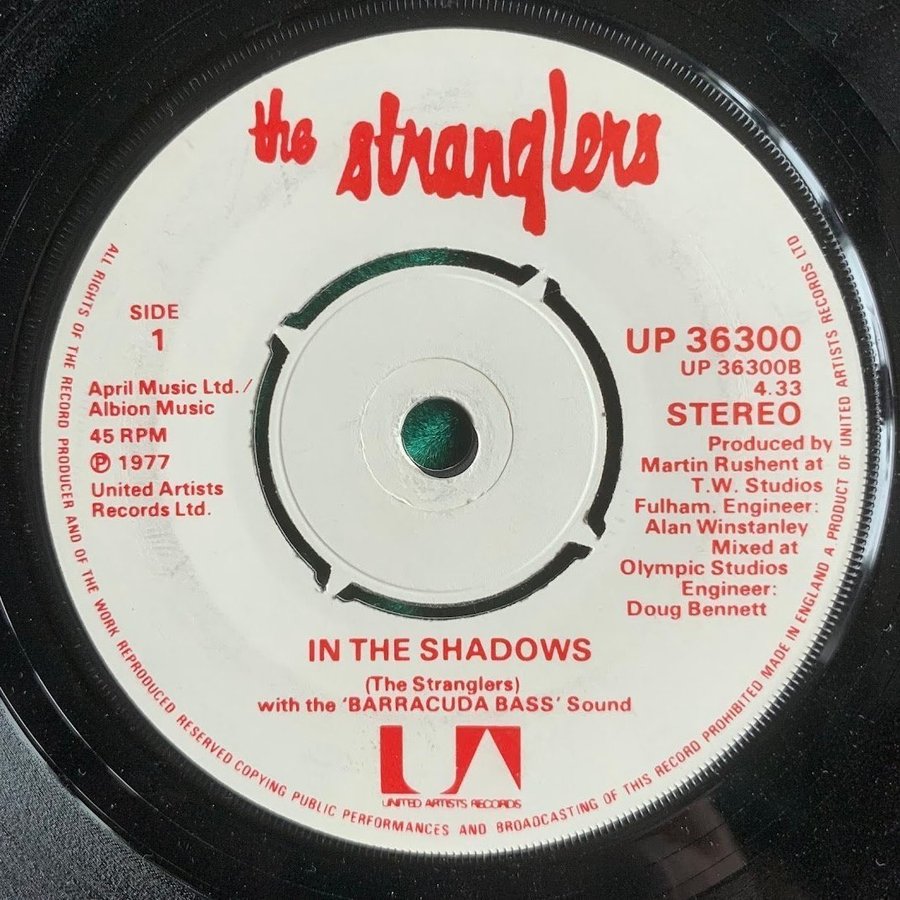 the stranglers
SIDE
1
April Music Ltd./
Albion Music
45 RPM
℗ 1977
United Artists
Records Ltd.
UP 36300
UP 36300B
4.33
STEREO
Produced by
Martin Rushent at
T.W. Studios
Fulham. Engineer:
Alan Winstanley
Mixed at
Olympic Studios
Engineer:
Doug Bennett
IN THE SHADOWS
(The Stranglers)
with the 'BARRACUDA BASS' Sound
UA
UNITED ARTISTS RECORDS
ALL RIGHTS OF THE RECORD PRODUCER AND OF THE WORK REPRODUCED RESERVED COPYING PUBLIC PERFORMANCES AND BROADCASTING OF THIS RECORD PROHIBITED MADE IN ENGLAND A PRODUCT OF UNITED ARTISTS RECORDS LTD